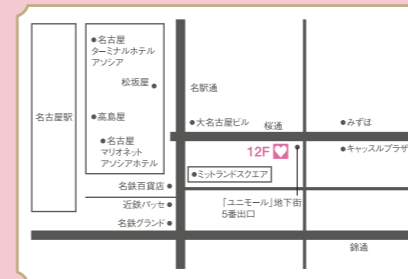 名古屋駅
●名古屋
ターミナルホテル
アソシア
松坂屋●
●高島屋
●名古屋
マリオネット
アソシアホテル
名鉄百貨店●
近鉄パッセ●
名鉄グランド●
名駅通
●大名古屋ビル
桜通
●みずほ
12F
●キャッスルプラザ
●ミットランドスクエア
「ユニモール」地下街
5番出口
錦通